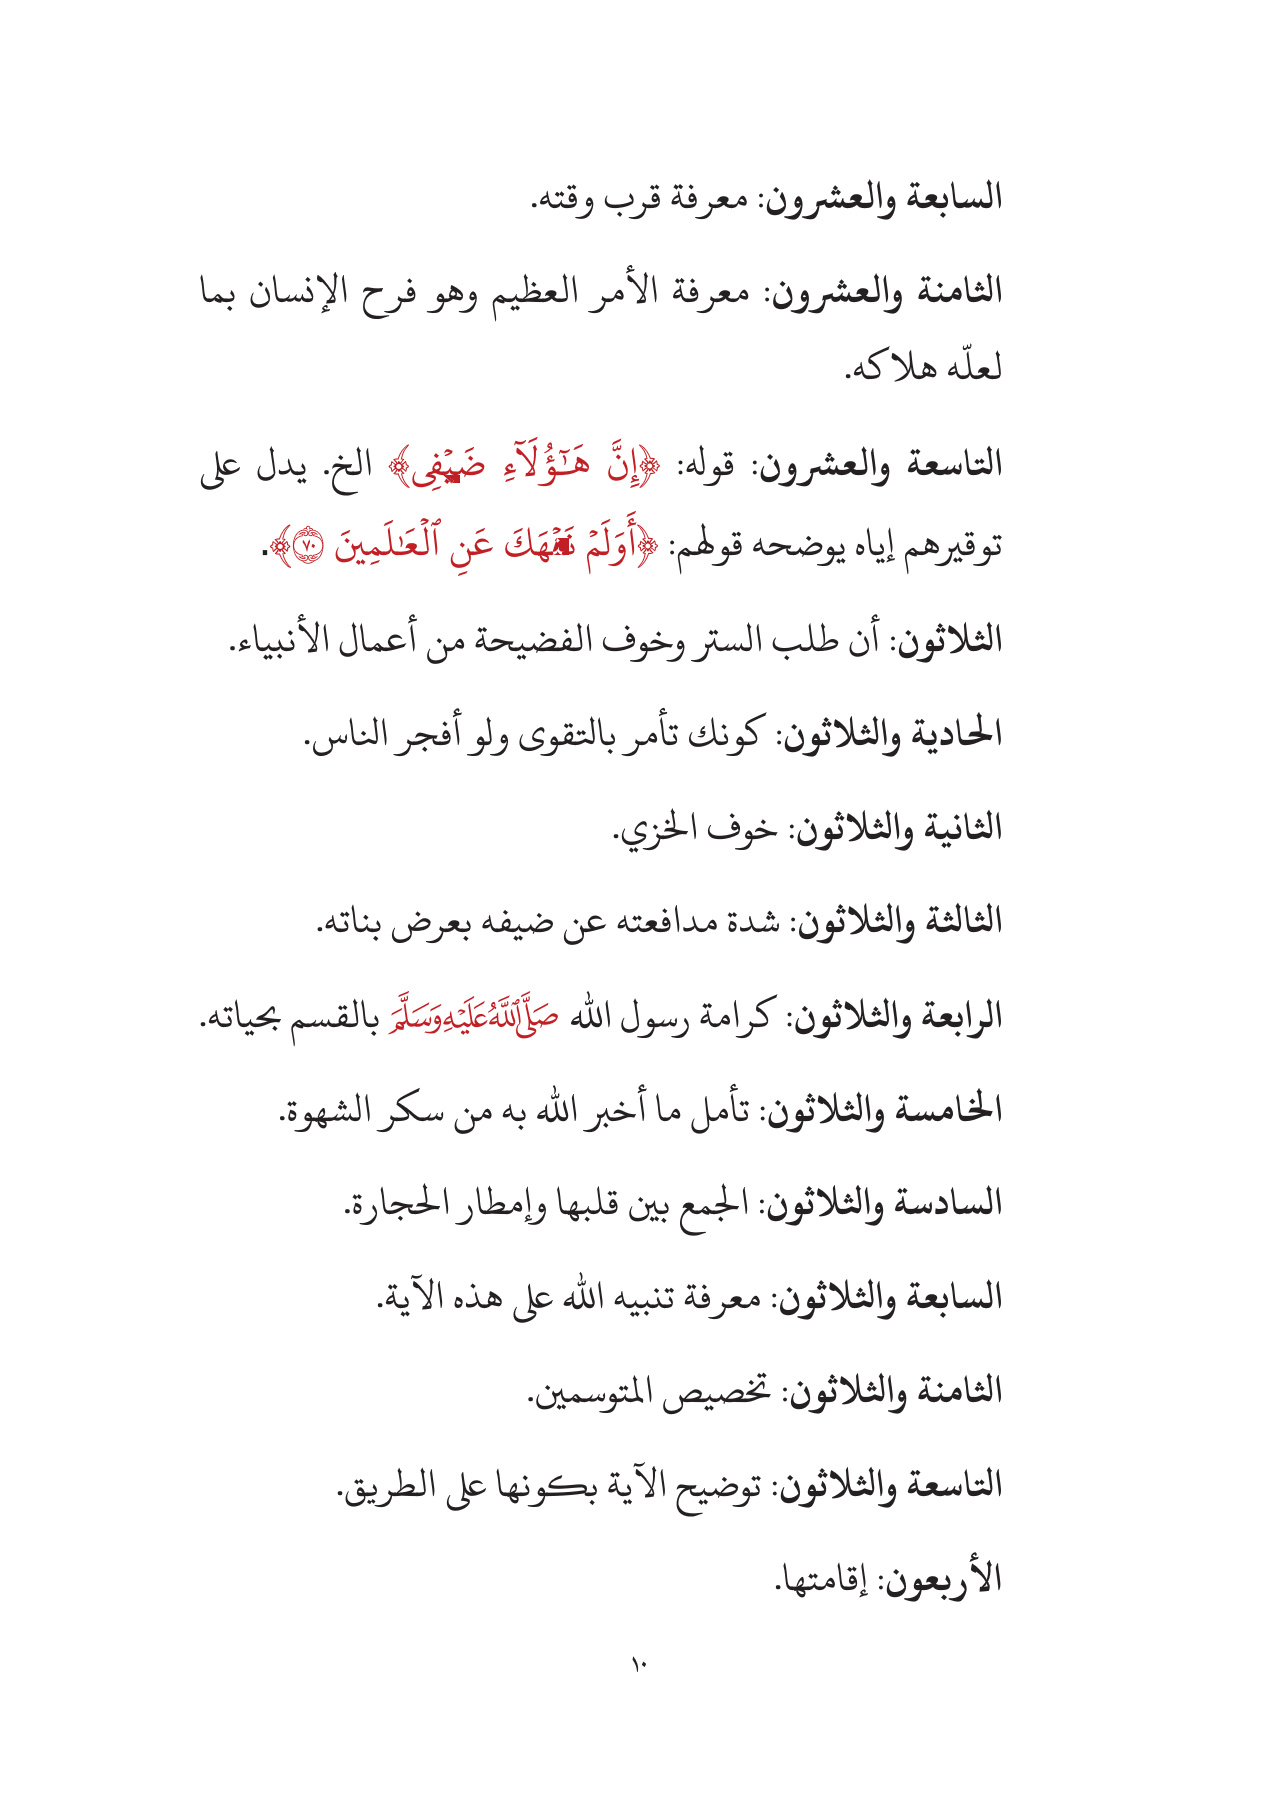 السابعة والعشرون: معرفة قرب وقته.
الثامنة والعشرون: معرفة الأمر العظيم وهو فرح الإنسان بما
لعلّه هلاكه.
التاسعة والعشرون: قوله: ﴿إِنَّ هَـٰٓؤُلَآءِ ضَيۡفِى﴾ الخ. يدل على
توقيرهم إياه يوضحه قولهم: ﴿أَوَلَمۡ نَنۡهَكَ عَنِ ٱلۡعَـٰلَمِينَ ٧٠﴾.
الثلاثون: أن طلب الستر وخوف الفضيحة من أعمال الأنبياء.
الحادية والثلاثون: كونك تأمر بالتقوى ولو أفجر الناس.
الثانية والثلاثون: خوف الخزي.
الثالثة والثلاثون: شدة مدافعته عن ضيفه بعرض بناته.
الرابعة والثلاثون: كرامة رسول الله صَلَّىٱللَّهُعَلَيۡهِوَسَلَّمَ بالقسم بحياته.
الخامسة والثلاثون: تأمل ما أخبر الله به من سكر الشهوة.
السادسة والثلاثون: الجمع بين قلبها وإمطار الحجارة.
السابعة والثلاثون: معرفة تنبيه الله على هذه الآية.
الثامنة والثلاثون: تخصيص المتوسمين.
التاسعة والثلاثون: توضيح الآية بكونها على الطريق.
الأربعون: إقامتها.
١٠